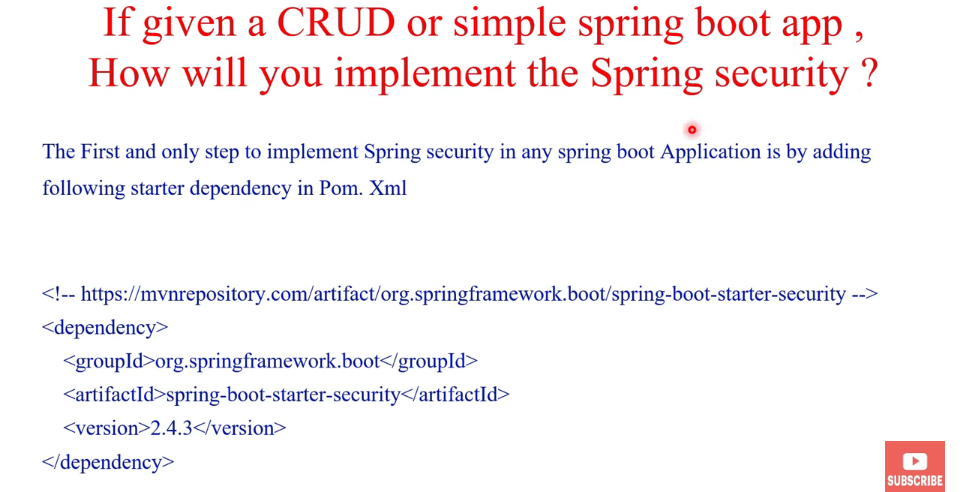 If given a CRUD or simple spring boot app ,
How will you implement the Spring security ?
The First and only step to implement Spring security in any spring boot Application is by adding
following starter dependency in Pom. Xml
<!-- https://mvnrepository.com/artifact/org.springframework.boot/spring-boot-starter-security -->
<dependency>
<groupId>org.springframework.boot</groupId>
<artifactId>spring-boot-starter-security</artifactId>
<version>2.4.3</version>
</dependency>
SUBSCRIBE